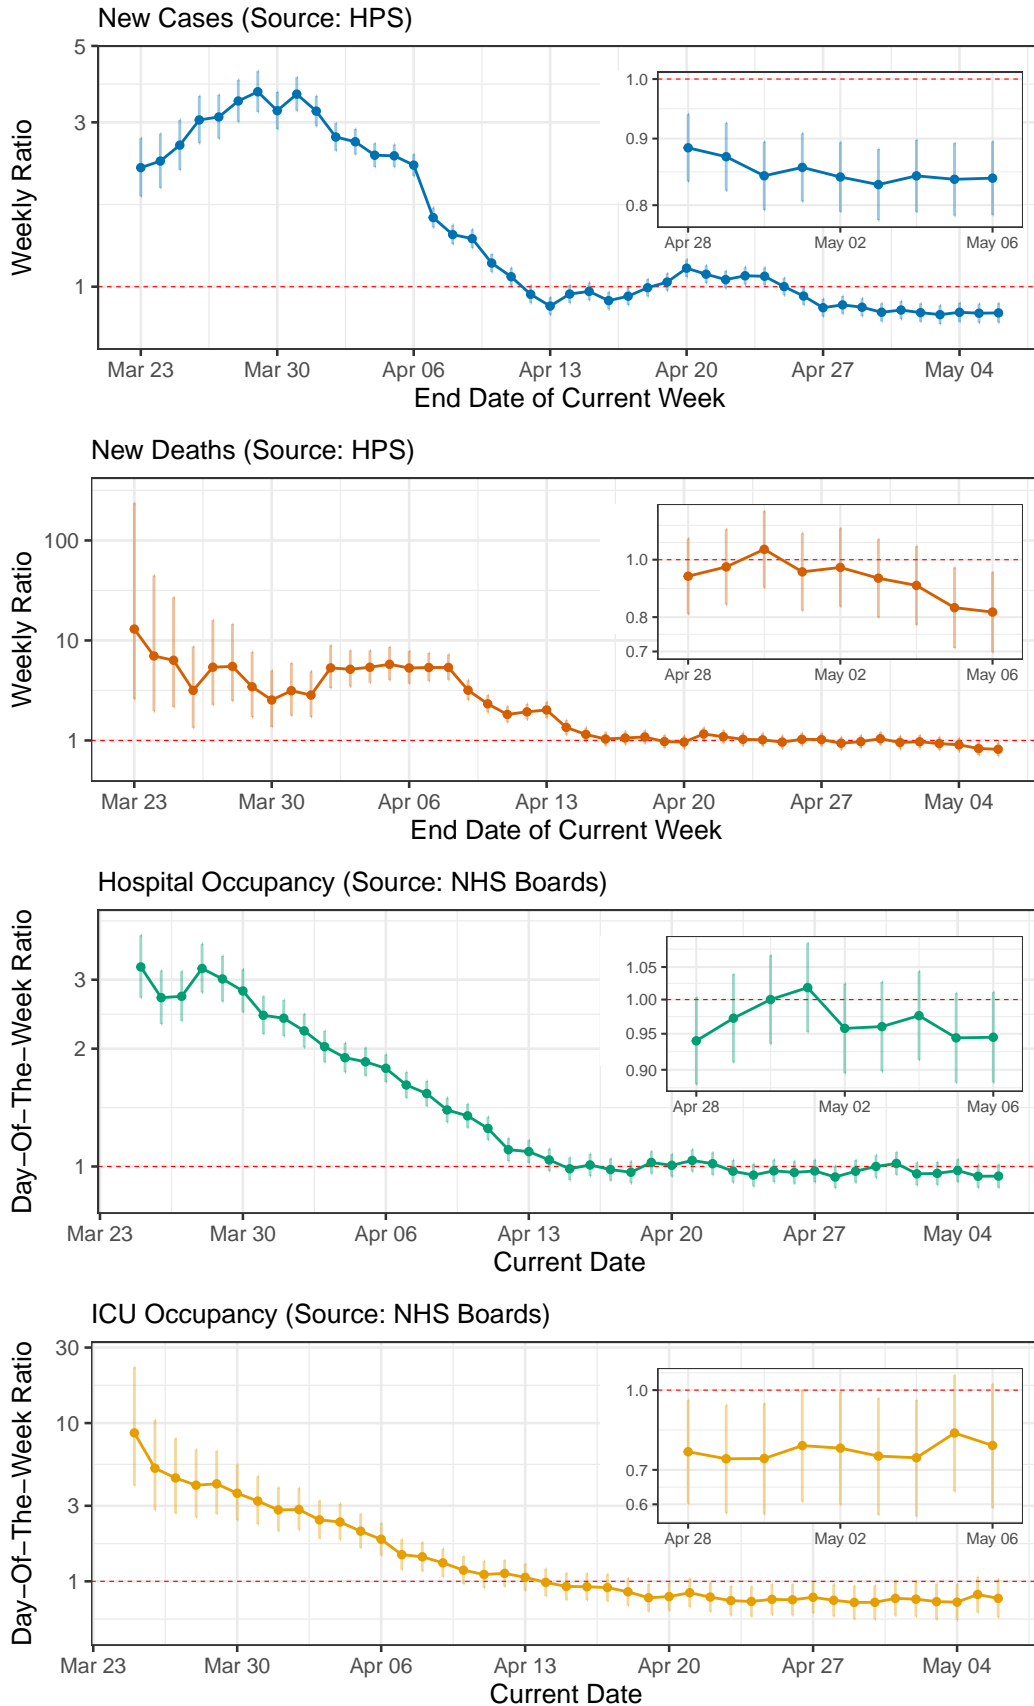 New Cases (Source: HPS)
Weekly Ratio
5
3
1
1.0
0.9
0.8
Apr 28 May 02 May 06
Mar 23 Mar 30 Apr 06 Apr 13 Apr 20 Apr 27 May 04
End Date of Current Week
New Deaths (Source: HPS)
Weekly Ratio
100
10
1
1.0
0.8
0.7
Apr 28 May 02 May 06
Mar 23 Mar 30 Apr 06 Apr 13 Apr 20 Apr 27 May 04
End Date of Current Week
Hospital Occupancy (Source: NHS Boards)
Day−Of−The−Week Ratio
3
2
1
1.05
1.00
0.95
0.90
Apr 28 May 02 May 06
Mar 23 Mar 30 Apr 06 Apr 13 Apr 20 Apr 27 May 04
Current Date
ICU Occupancy (Source: NHS Boards)
Day−Of−The−Week Ratio
30
10
3
1
1.0
0.7
0.6
Apr 28 May 02 May 06
Mar 23 Mar 30 Apr 06 Apr 13 Apr 20 Apr 27 May 04
Current Date